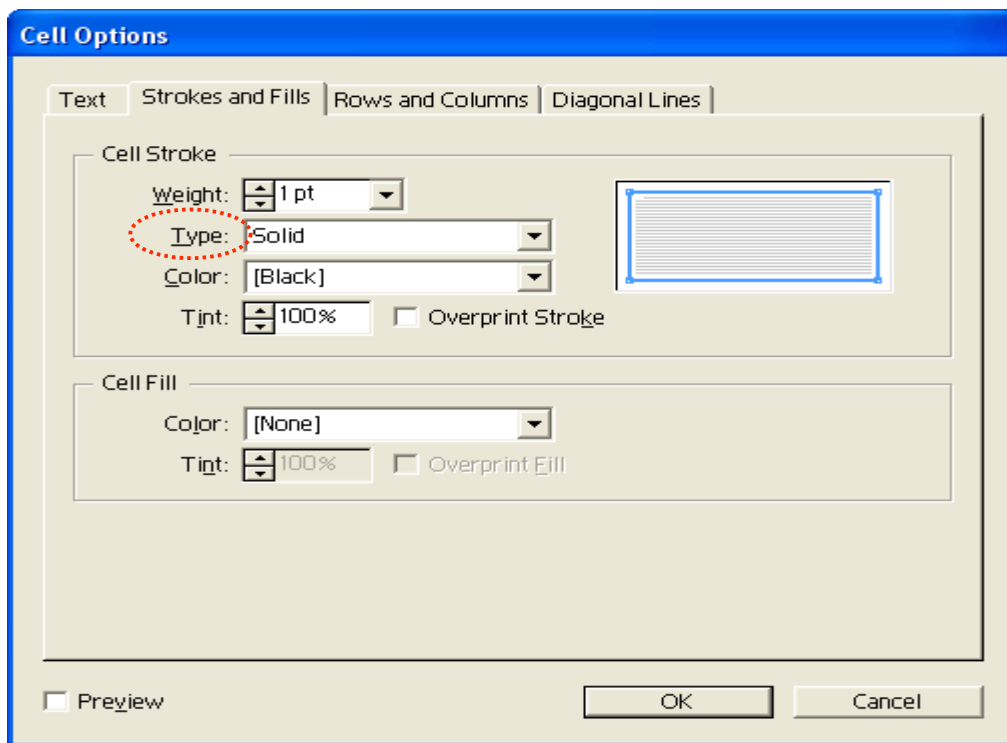 Cell Options
Text Strokes and Fills Rows and Columns Diagonal Lines
Cell Stroke
Weight: 1 pt
Type: Solid
Color: [Black]
Tint: 100% Overprint Stroke
Cell Fill
Color: [None]
Tint: 100% Overprint Fill
Preview OK Cancel